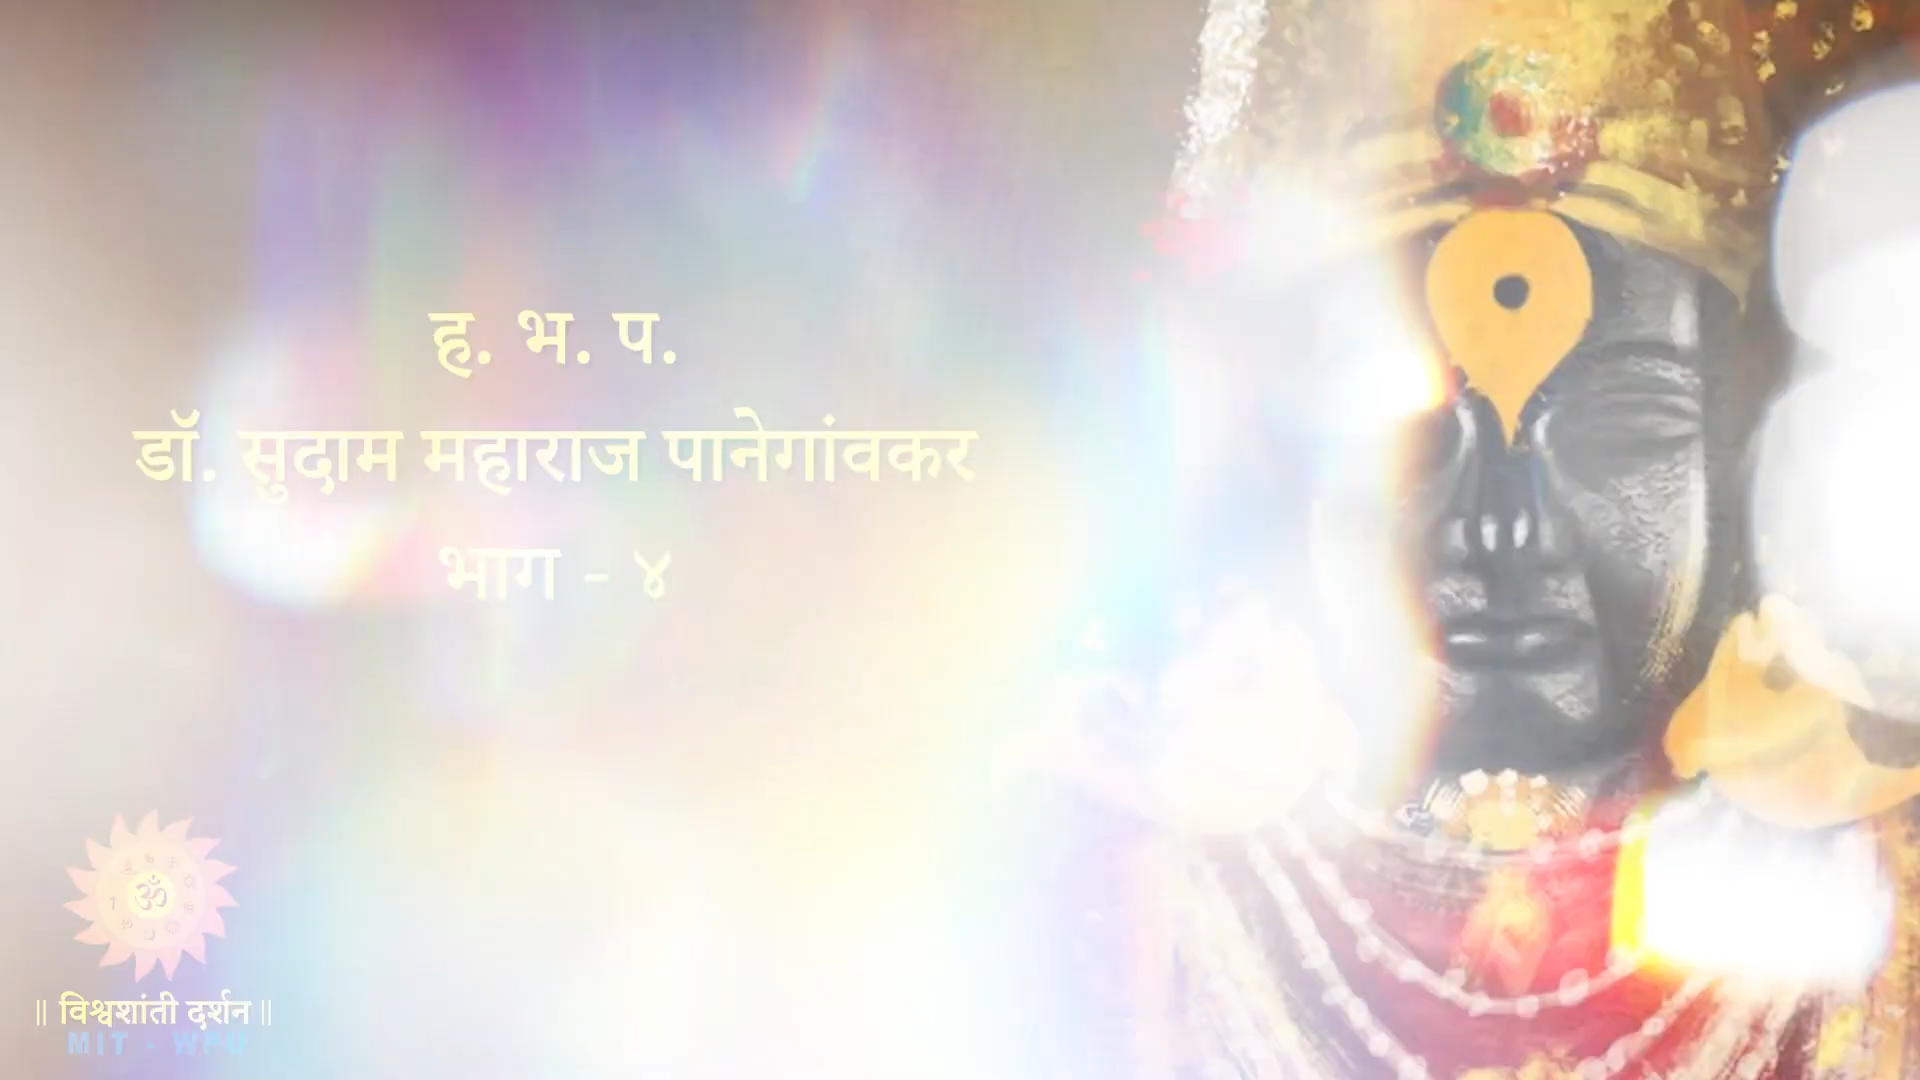 ह. भ. प.
डॉ. सुदाम महाराज पानेगांवकर
भाग - ४
॥ विश्वशांती दर्शन ॥
MIT - WPU